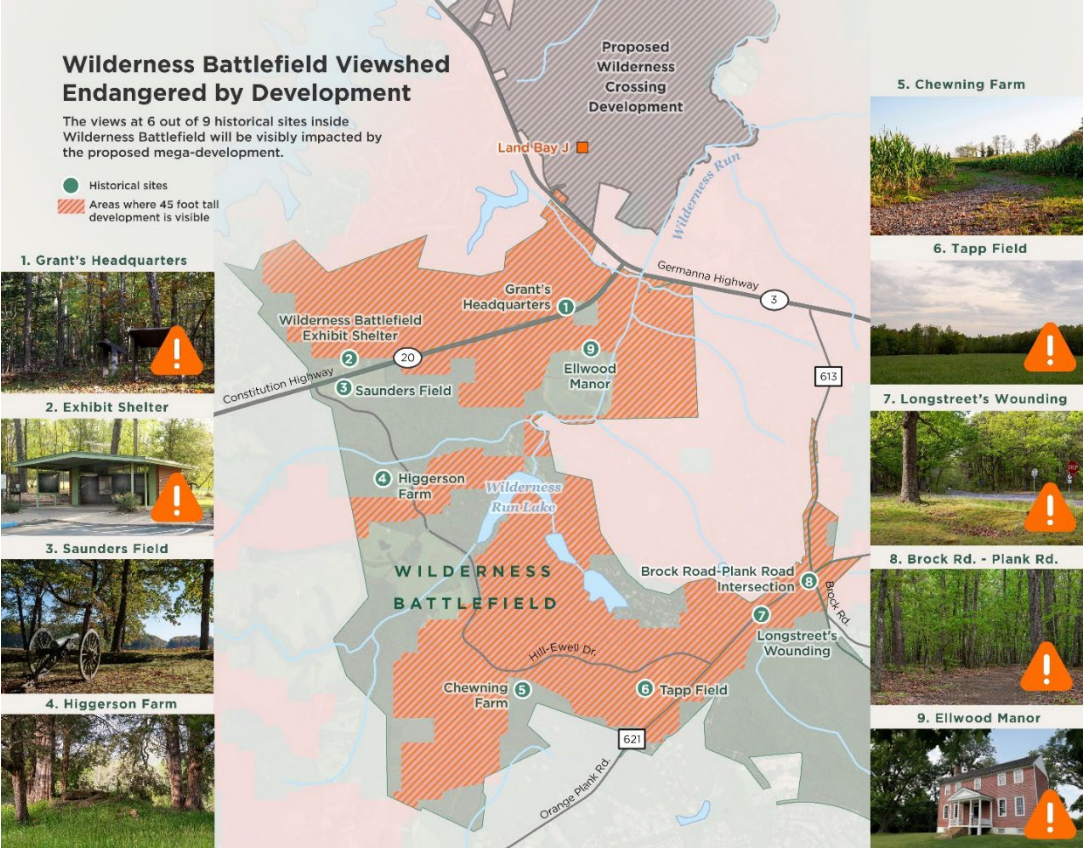 Wilderness Battlefield Viewshed
Endangered by Development
The views at 6 out of 9 historical sites inside
Wilderness Battlefield will be visibly impacted by
the proposed mega-development.
Historical sites
Areas where 45 foot tall
development is visible
1. Grant's Headquarters
2. Exhibit Shelter
3. Saunders Field
4. Higgerson Farm
Proposed
Wilderness
Crossing
Development
Land Bay J
Wilderness Run
Germanna Highway
3
Grant's
Headquarters
1
Wilderness Battlefield
Exhibit Shelter
2
20
9
Ellwood
Manor
Constitution Highway
3
Saunders Field
613
4
Higgerson
Farm
Wilderness
Run Lake
WILDERNESS
BATTLEFIELD
Brock Road-Plank Road
Intersection
8
Brock Rd.
7
Longstreet's
Wounding
Hill-Ewell Dr.
Chewning
Farm
5
6
Tapp Field
621
Orange Plank Rd.
5. Chewning Farm
6. Tapp Field
7. Longstreet's Wounding
8. Brock Rd. - Plank Rd.
9. Ellwood Manor